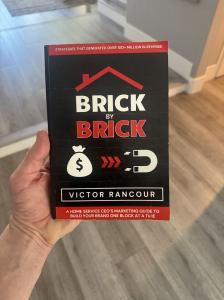 STRATEGIES THAT GENERATED OVER $50+ MILLION IN REVENUE
BRICK
BY
BRICK
$
VICTOR RANCOUR
A HOME SERVICE CEO'S MARKETING GUIDE TO
BUILD YOUR BRAND ONE BLOCK AT A TIME